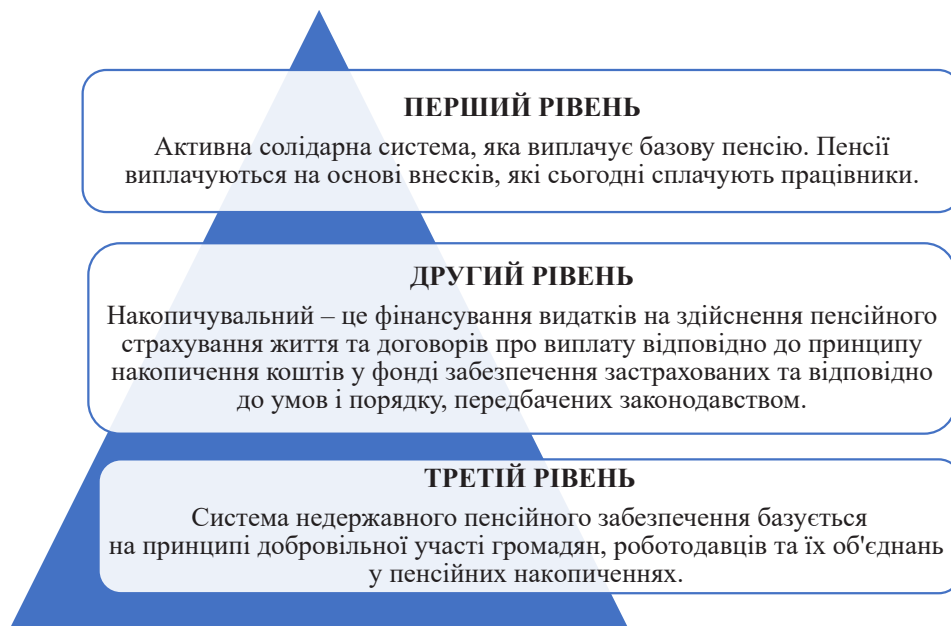 ПЕРШИЙ РІВЕНЬ
Активна солідарна система, яка виплачує базову пенсію. Пенсії
виплачуються на основі внесків, які сьогодні сплачують працівники.
ДРУГИЙ РІВЕНЬ
Накопичувальний – це фінансування видатків на здійснення пенсійного
страхування життя та договорів про виплату відповідно до принципу
накопичення коштів у фонді забезпечення застрахованих та відповідно
до умов і порядку, передбачених законодавством.
ТРЕТІЙ РІВЕНЬ
Система недержавного пенсійного забезпечення базується
на принципі добровільної участі громадян, роботодавців та їх об'єднань
у пенсійних накопиченнях.